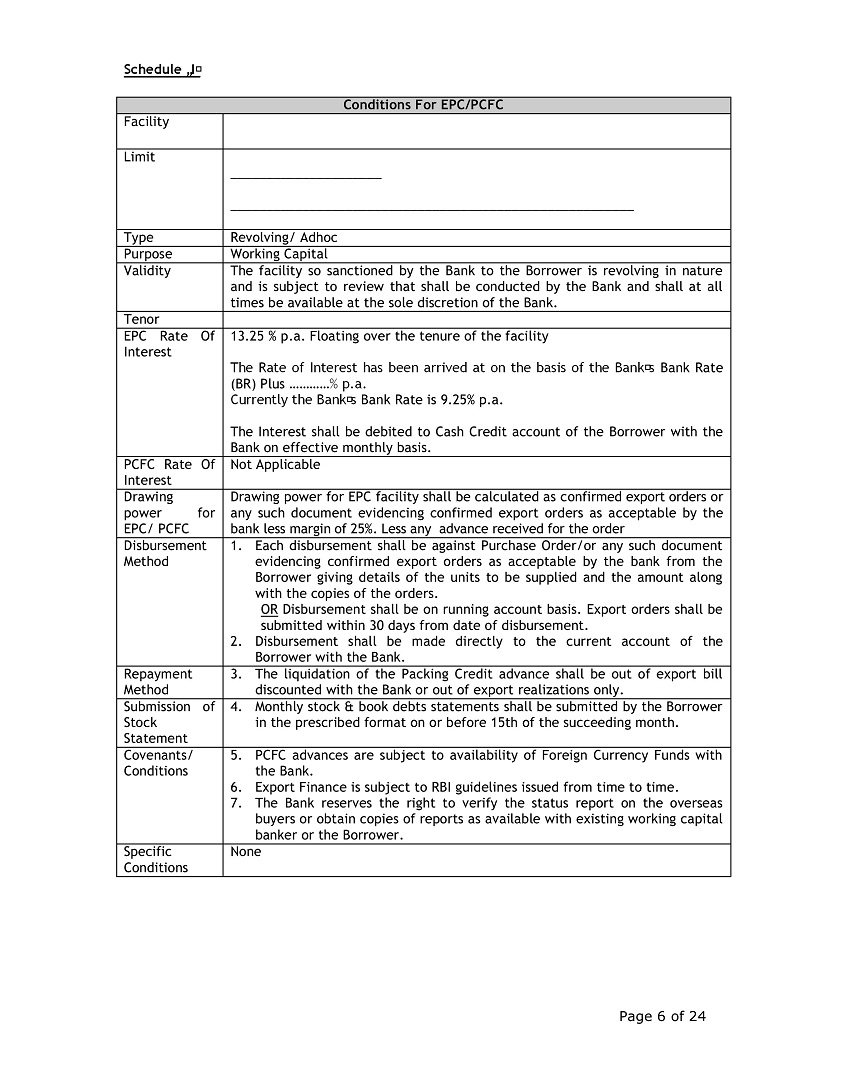 Schedule „I¤
Conditions For EPC/PCFC
Facility
Limit
_____________________
________________________________________________________
Type Revolving/ Adhoc
Purpose Working Capital
Validity The facility so sanctioned by the Bank to the Borrower is revolving in nature
and is subject to review that shall be conducted by the Bank and shall at all
times be available at the sole discretion of the Bank.
Tenor
EPC Rate Of
Interest
13.25 % p.a. Floating over the tenure of the facility
The Rate of Interest has been arrived at on the basis of the Bank¤s Bank Rate
(BR) Plus …………% p.a.
Currently the Bank¤s Bank Rate is 9.25% p.a.
The Interest shall be debited to Cash Credit account of the Borrower with the
Bank on effective monthly basis.
PCFC Rate Of
Interest
Not Applicable
Drawing
power for
EPC/ PCFC
Drawing power for EPC facility shall be calculated as confirmed export orders or
any such document evidencing confirmed export orders as acceptable by the
bank less margin of 25%. Less any advance received for the order
Disbursement
Method
1. Each disbursement shall be against Purchase Order/or any such document
evidencing confirmed export orders as acceptable by the bank from the
Borrower giving details of the units to be supplied and the amount along
with the copies of the orders.
OR Disbursement shall be on running account basis. Export orders shall be
submitted within 30 days from date of disbursement.
2. Disbursement shall be made directly to the current account of the
Borrower with the Bank.
Repayment
Method
3. The liquidation of the Packing Credit advance shall be out of export bill
discounted with the Bank or out of export realizations only.
Submission of
Stock
Statement
4. Monthly stock & book debts statements shall be submitted by the Borrower
in the prescribed format on or before 15th of the succeeding month.
Covenants/
Conditions
5. PCFC advances are subject to availability of Foreign Currency Funds with
the Bank.
6. Export Finance is subject to RBI guidelines issued from time to time.
7. The Bank reserves the right to verify the status report on the overseas
buyers or obtain copies of reports as available with existing working capital
banker or the Borrower.
Specific
Conditions
None
Page 6 of 24